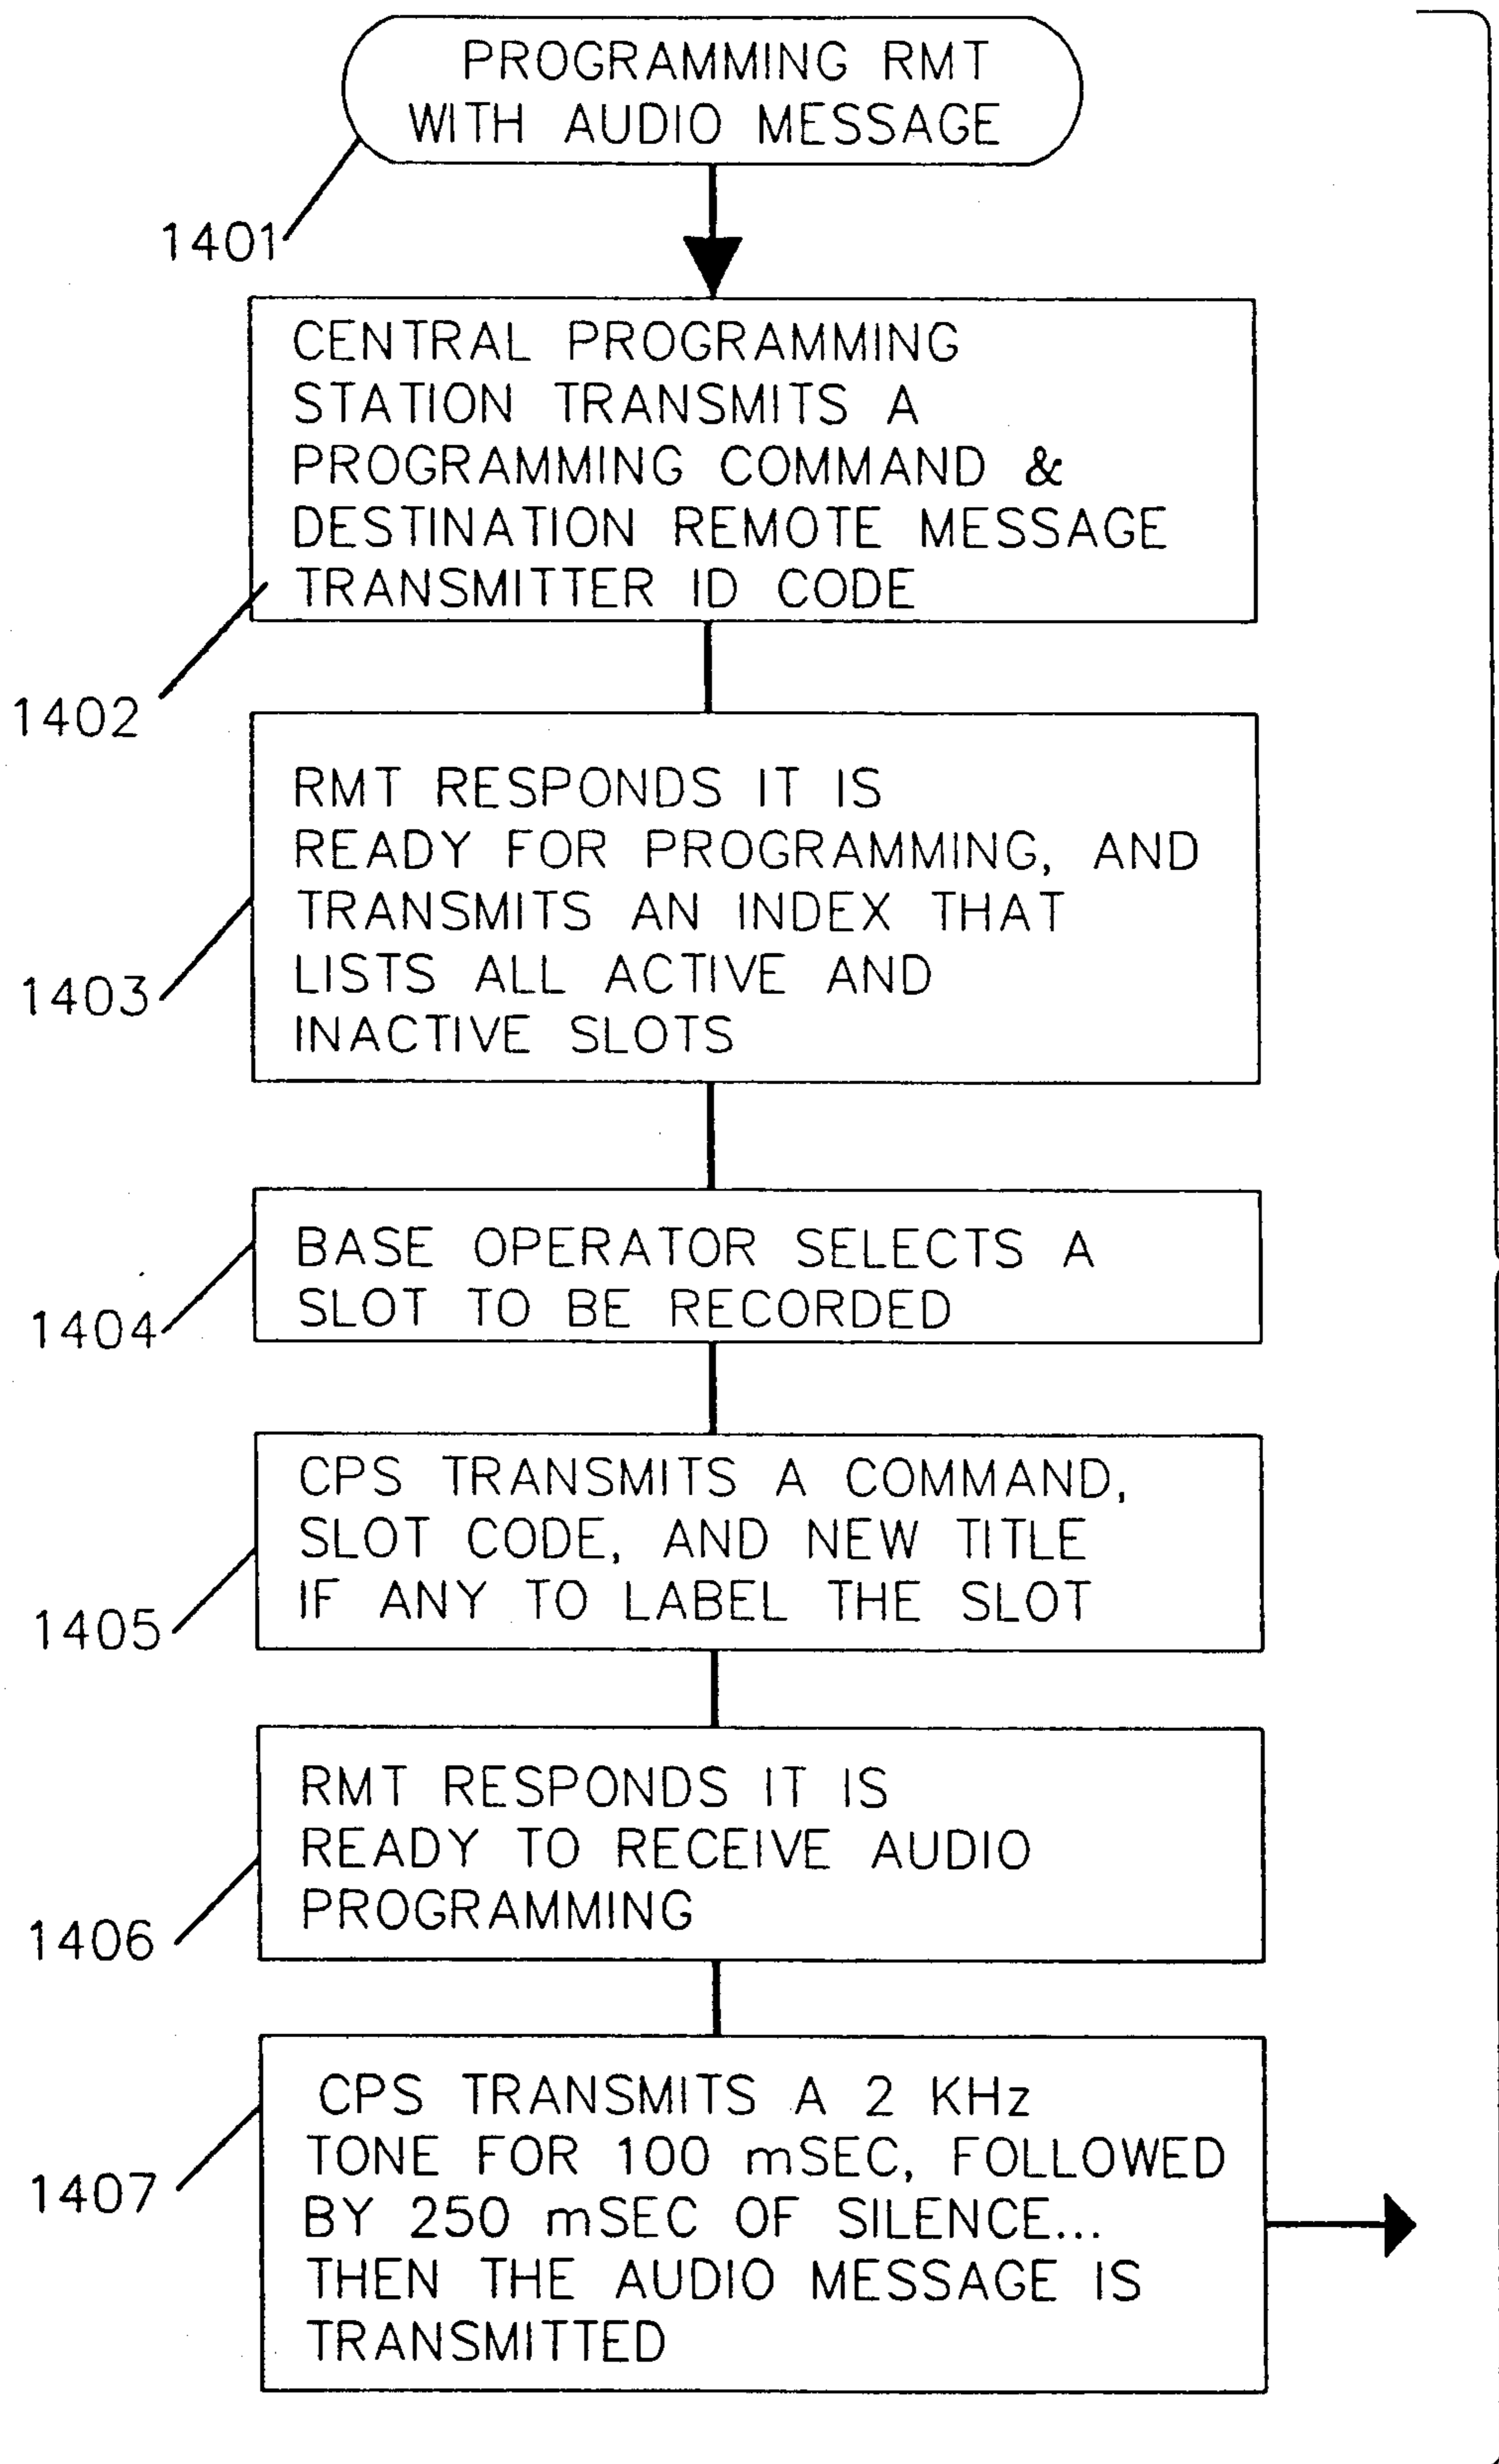 PROGRAMMING RMT
WITH AUDIO MESSAGE
1401
CENTRAL PROGRAMMING
STATION TRANSMITS A
PROGRAMMING COMMAND &
DESTINATION REMOTE MESSAGE
TRANSMITTER ID CODE
1402
RMT RESPONDS IT IS
READY FOR PROGRAMMING, AND
TRANSMITS AN INDEX THAT
LISTS ALL ACTIVE AND
INACTIVE SLOTS
1403
BASE OPERATOR SELECTS A
SLOT TO BE RECORDED
1404
CPS TRANSMITS A COMMAND,
SLOT CODE, AND NEW TITLE
IF ANY TO LABEL THE SLOT
1405
RMT RESPONDS IT IS
READY TO RECEIVE AUDIO
PROGRAMMING
1406
CPS TRANSMITS A 2 KHz
TONE FOR 100 mSEC, FOLLOWED
BY 250 mSEC OF SILENCE...
THEN THE AUDIO MESSAGE IS
TRANSMITTED
1407